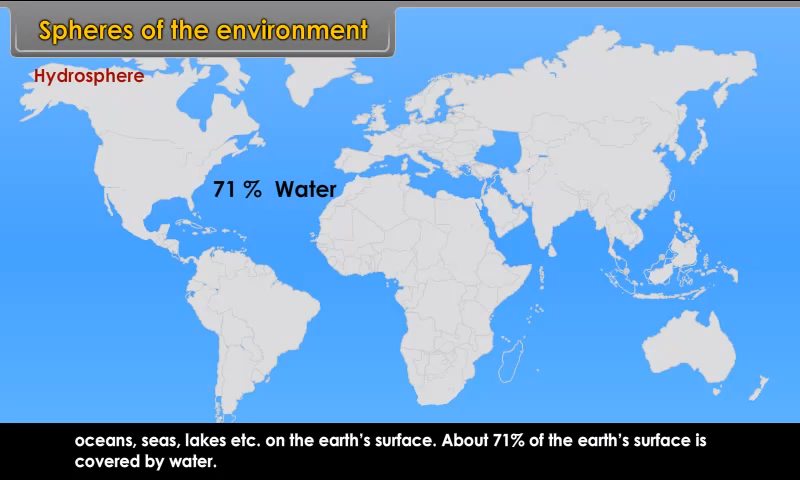 Spheres of the environment
Hydrosphere
71 % Water
oceans, seas, lakes etc. on the earth's surface. About 71% of the earth's surface is
covered by water.